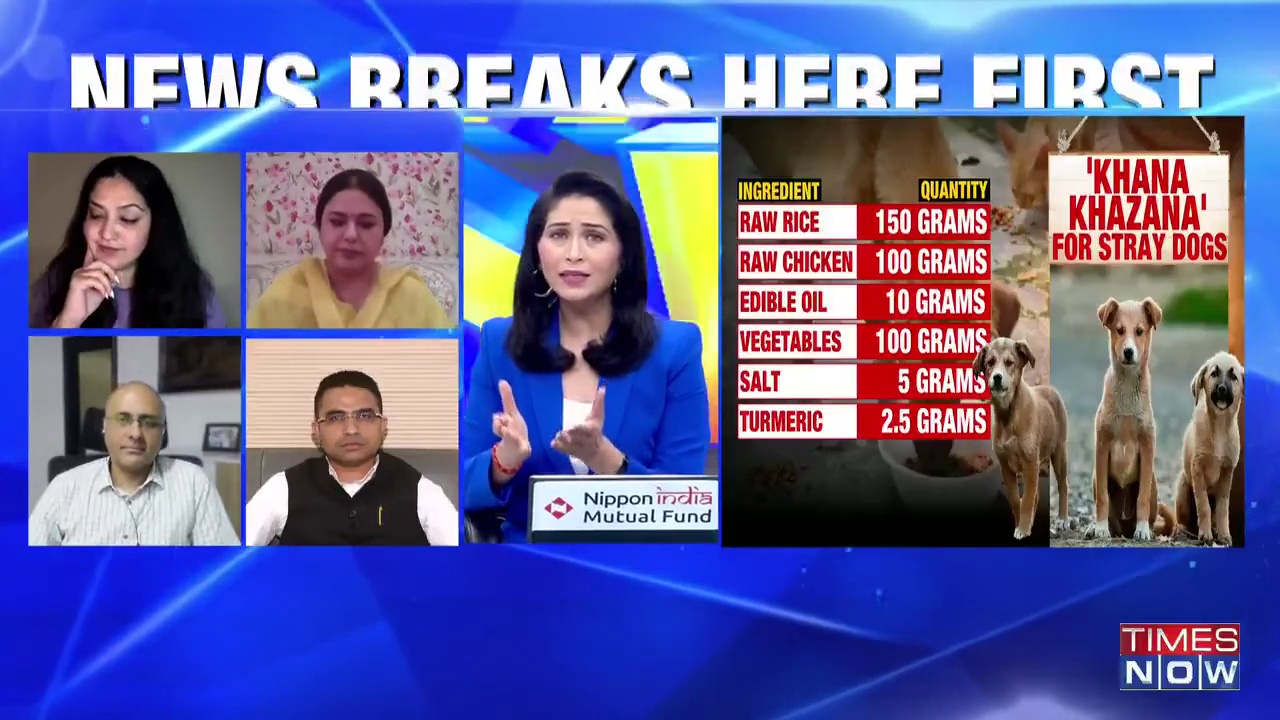 NEWS BREAKS HERE FIRST
INGREDIENT QUANTITY
RAW RICE 150 GRAMS
RAW CHICKEN 100 GRAMS
EDIBLE OIL 10 GRAMS
VEGETABLES 100 GRAMS
SALT 5 GRAMS
TURMERIC 2.5 GRAMS
'KHANA
KHAZANA'
FOR STRAY DOGS
Nippon india
Mutual Fund
TIMES
NOW